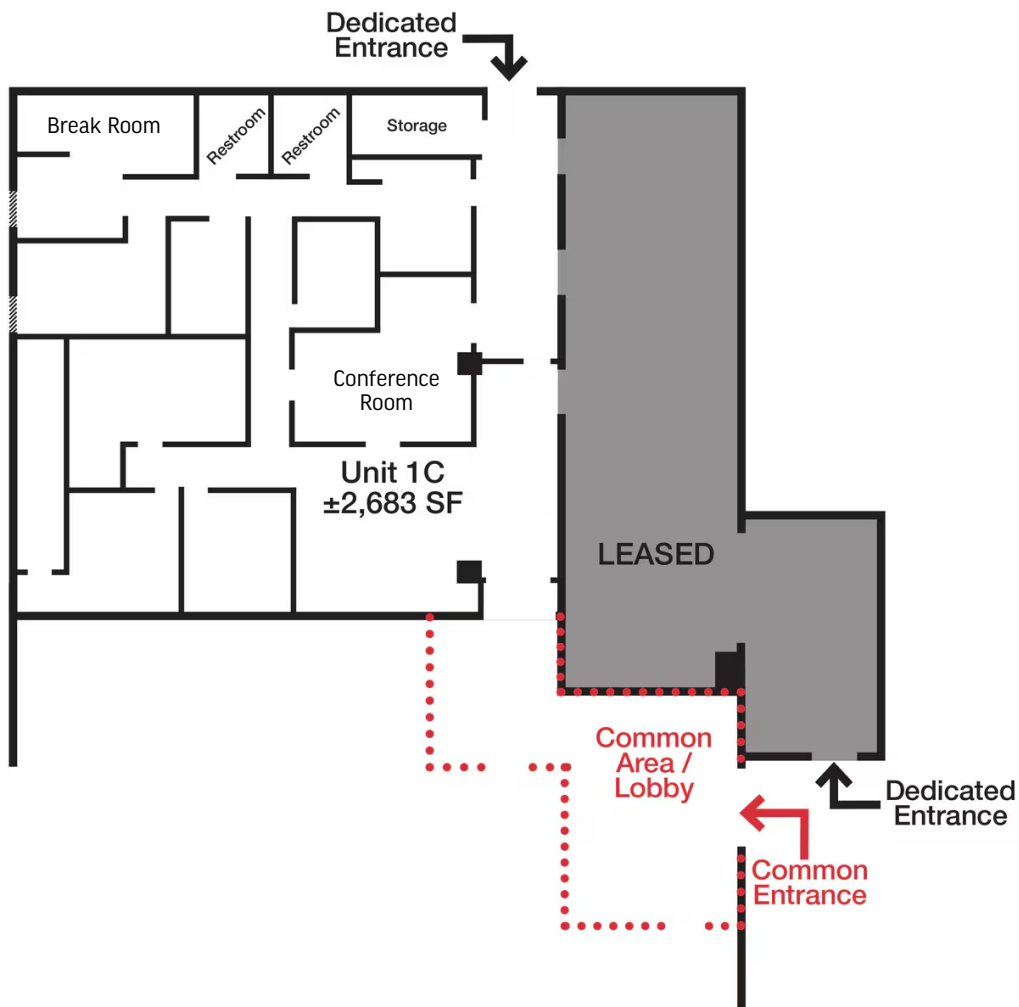 Dedicated
Entrance
Break Room
Restroom
Restroom
Storage
Conference
Room
Unit 1C
±2,683 SF
LEASED
Common
Area /
Lobby
Dedicated
Entrance
Common
Entrance